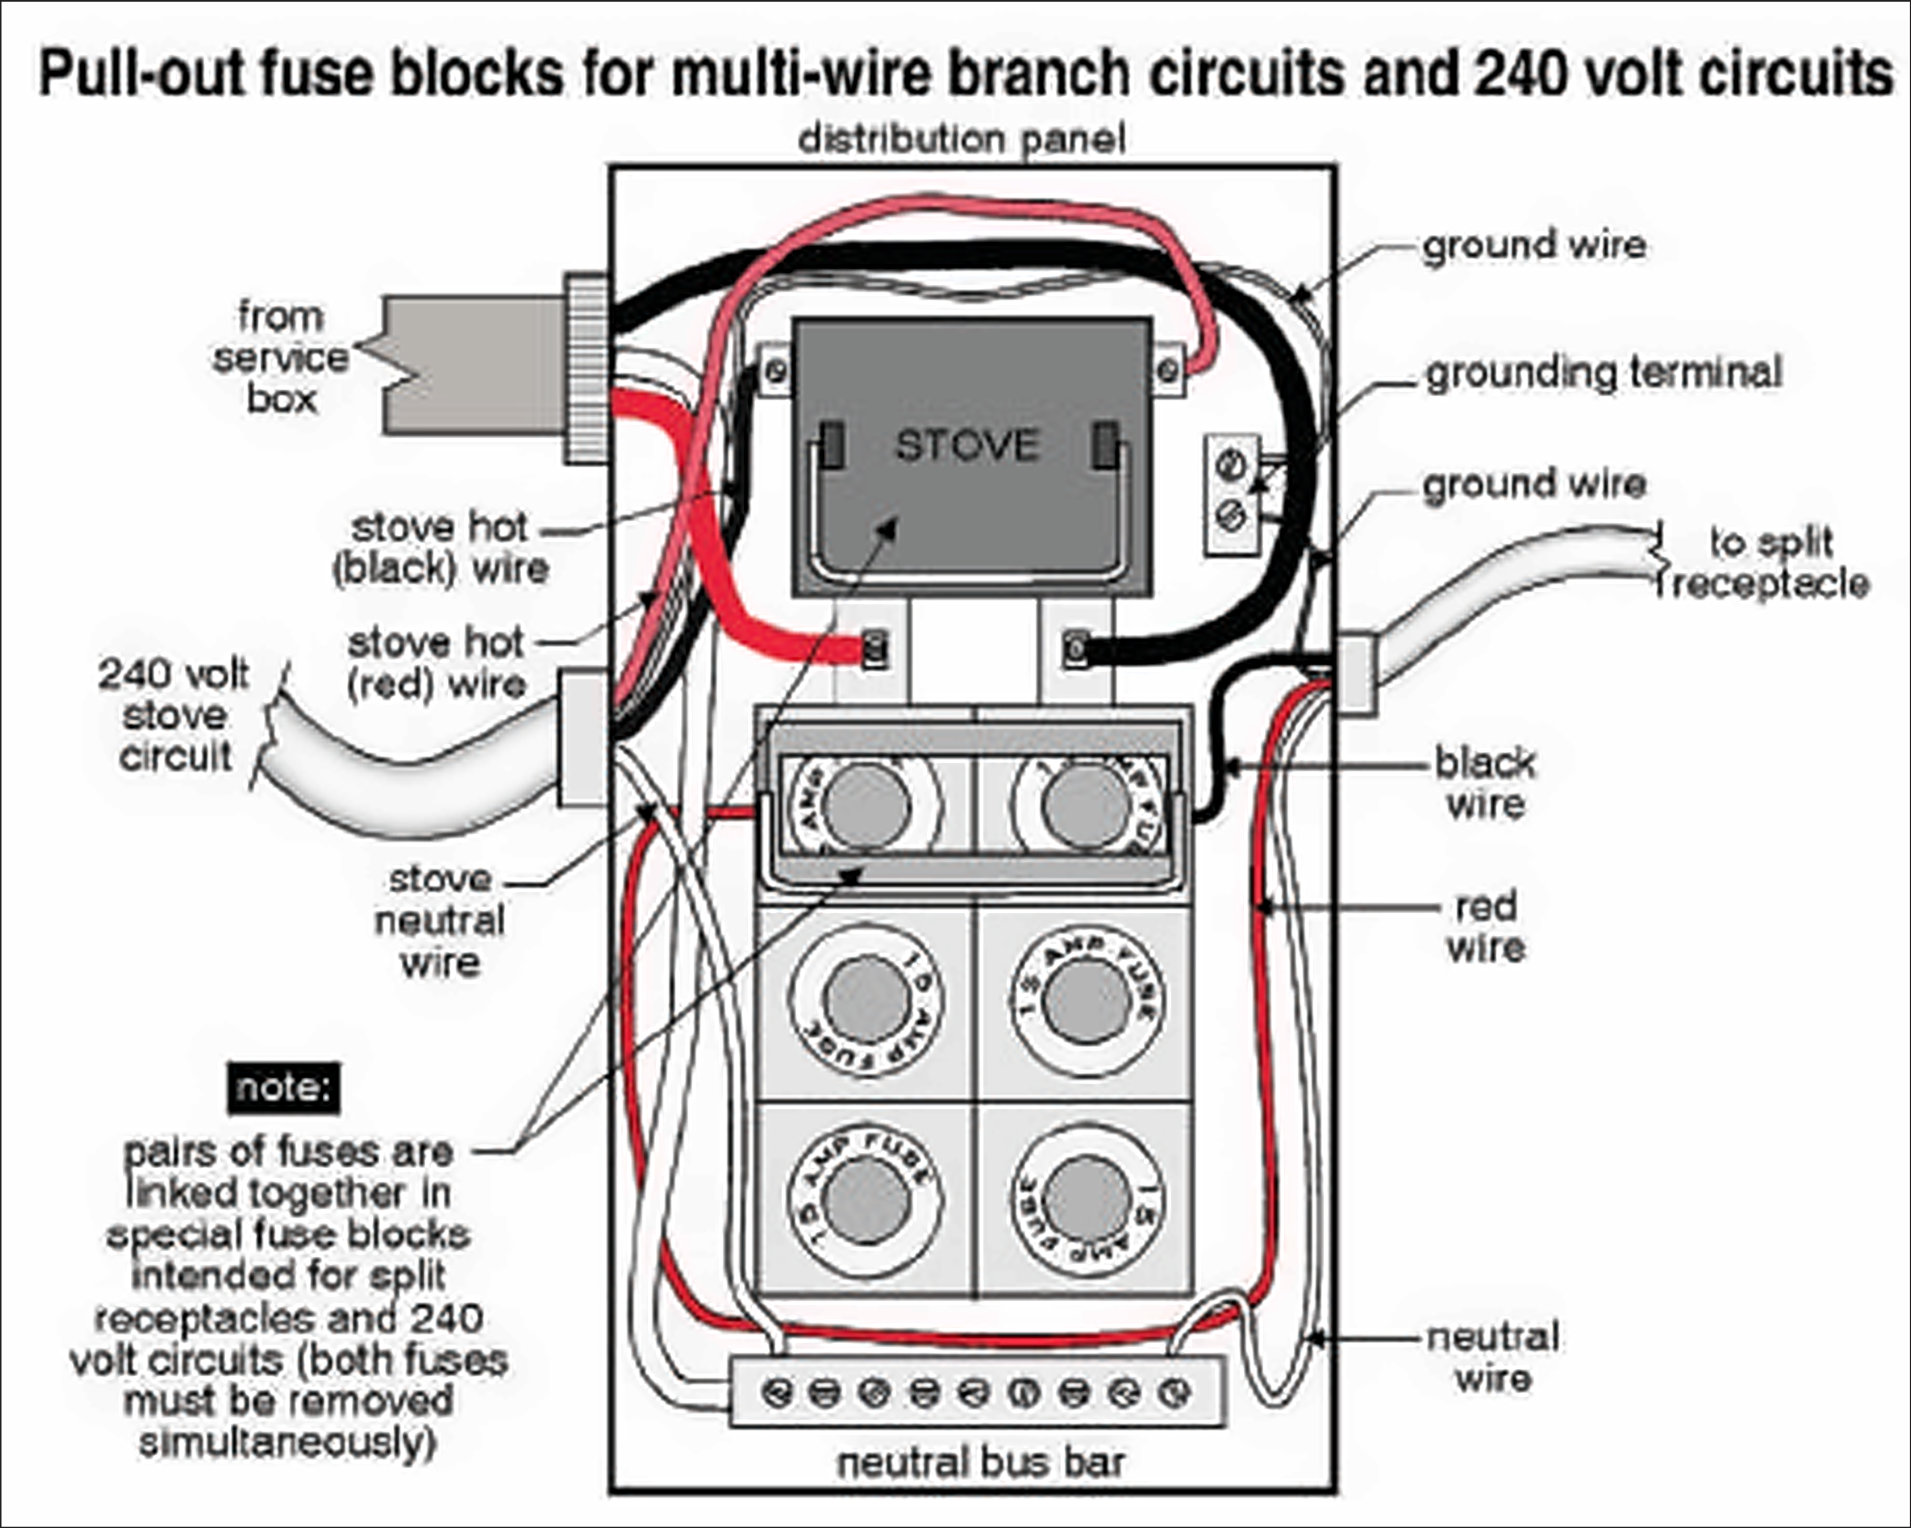 Pull-out fuse blocks for multi-wire branch circuits and 240 volt circuits
distribution panel
ground wire
from
service
box
grounding terminal
STOVE
ground wire
stove hot
(black) wire
to split
receptacle
stove hot
(red) wire
240 volt
stove
circuit
black
wire
AMP
AMP FU
stove
neutral
wire
red
wire
15 AMP FUSE
15 AMP FUSE
note:
pairs of fuses are
linked together in
special fuse blocks
intended for split
receptacles and 240
volt circuits (both fuses
must be removed
simultaneously)
15 AMP FUSE
15 AMP FUSE
neutral
wire
neutral bus bar